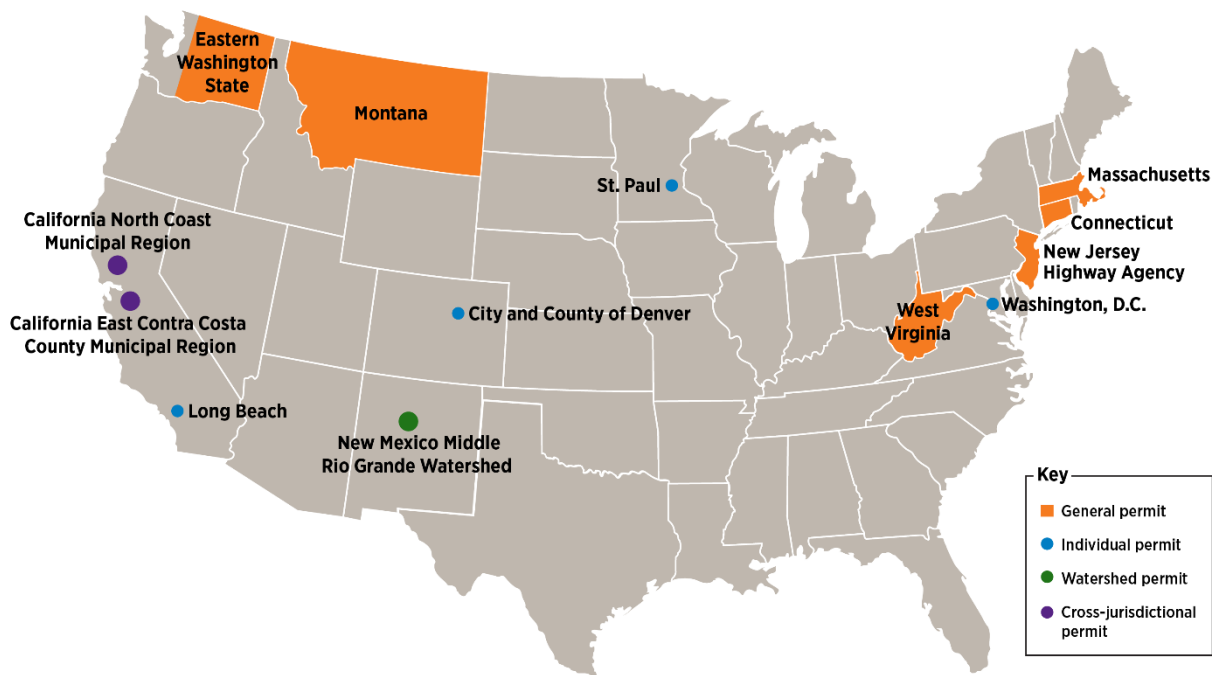 Eastern
Washington
State
Montana
St. Paul
Massachusetts
Connecticut
New Jersey
Highway Agency
California North Coast
Municipal Region
West
Virginia
Washington, D.C.
City and County of Denver
California East Contra Costa
County Municipal Region
Long Beach
New Mexico Middle
Rio Grande Watershed
Key
General permit
Individual permit
Watershed permit
Cross-jurisdictional
permit